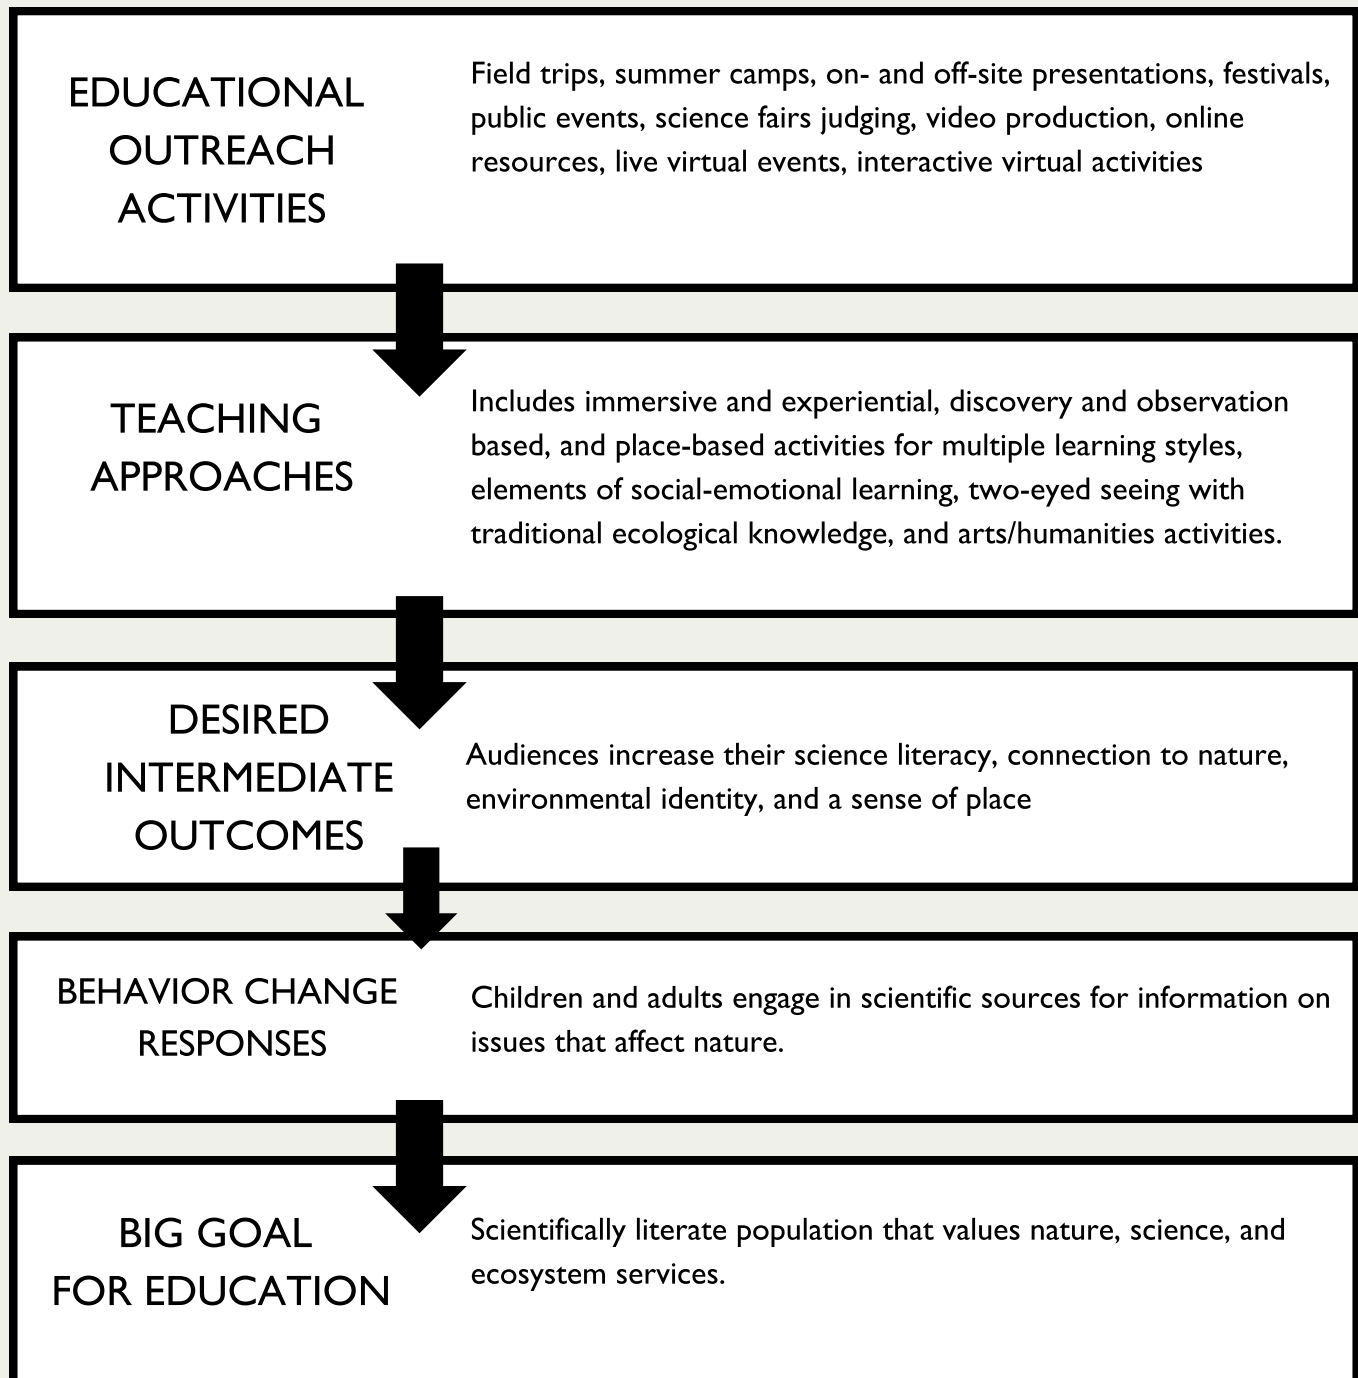 EDUCATIONAL
OUTREACH
ACTIVITIES
Field trips, summer camps, on- and off-site presentations, festivals,
public events, science fairs judging, video production, online
resources, live virtual events, interactive virtual activities
TEACHING
APPROACHES
Includes immersive and experiential, discovery and observation
based, and place-based activities for multiple learning styles,
elements of social-emotional learning, two-eyed seeing with
traditional ecological knowledge, and arts/humanities activities.
DESIRED
INTERMEDIATE
OUTCOMES
Audiences increase their science literacy, connection to nature,
environmental identity, and a sense of place
BEHAVIOR CHANGE
RESPONSES
Children and adults engage in scientific sources for information on
issues that affect nature.
BIG GOAL
FOR EDUCATION
Scientifically literate population that values nature, science, and
ecosystem services.